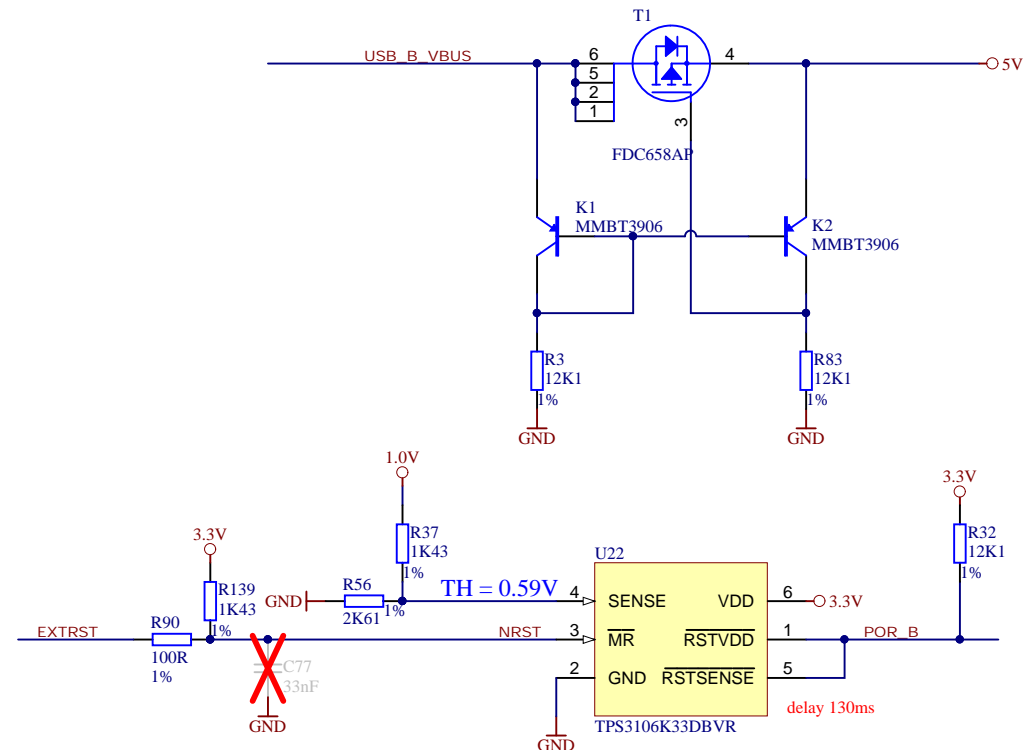 T1
USB_B_VBUS
6
5
2
1
4
5V
3
FDC658AP
K1
MMBT3906
K2
MMBT3906
R3
12K1
1%
GND
R83
12K1
1%
GND
1.0V
3.3V
3.3V
R37
1K43
1%
R32
12K1
1%
R139
1K43
1%
GND
R56
2K61
TH = 0.59V
U22
4
SENSE
VDD
6
3.3V
EXTRST
R90
100R
1%
NRST
3
MR
RSTVDD
1
POR_B
C77
33nF
GND
2
GND
RSTSENSE
5
delay 130ms
TPS3106K33DBVR
GND